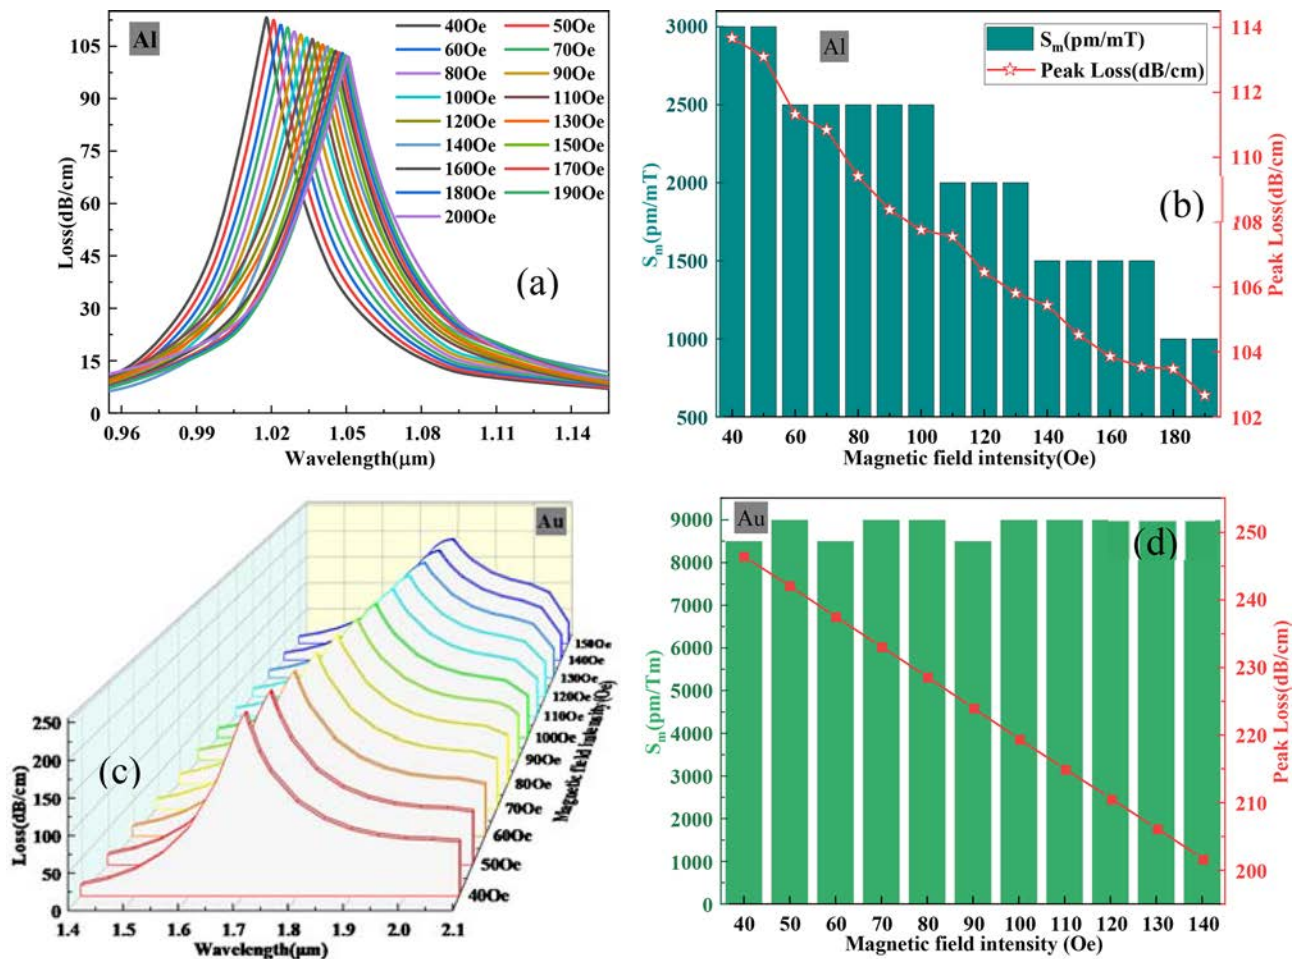 Al
40Oe 50Oe
60Oe 70Oe
80Oe 90Oe
100Oe 110Oe
120Oe 130Oe
140Oe 150Oe
160Oe 170Oe
180Oe 190Oe
200Oe
105
90
75
60
45
30
15
0
Loss(dB/cm)
(a)
0.96 0.99 1.02 1.05 1.08 1.11 1.14
Wavelength(μm)
Al
Sm(pm/mT)
Peak Loss(dB/cm)
3000
2500
2000
1500
1000
500
Sm(pm/mT)
114
112
110
108
106
104
102
Peak Loss(dB/cm)
(b)
40 60 80 100 120 140 160 180
Magnetic field intensity(Oe)
Au
250
200
150
100
50
0
Loss(dB/cm)
(c)
1.4 1.5 1.6 1.7 1.8 1.9 2.0 2.1
Wavelength(μm)
150Oe
140Oe
130Oe
120Oe
110Oe
100Oe
90Oe
80Oe
70Oe
60Oe
50Oe
40Oe
Magnetic field intensity(Oe)
Au
(d)
9000
8000
7000
6000
5000
4000
3000
2000
1000
0
Sm(pm/Tm)
250
240
230
220
210
200
Peak Loss(dB/cm)
40 50 60 70 80 90 100 110 120 130 140
Magnetic field intensity (Oe)